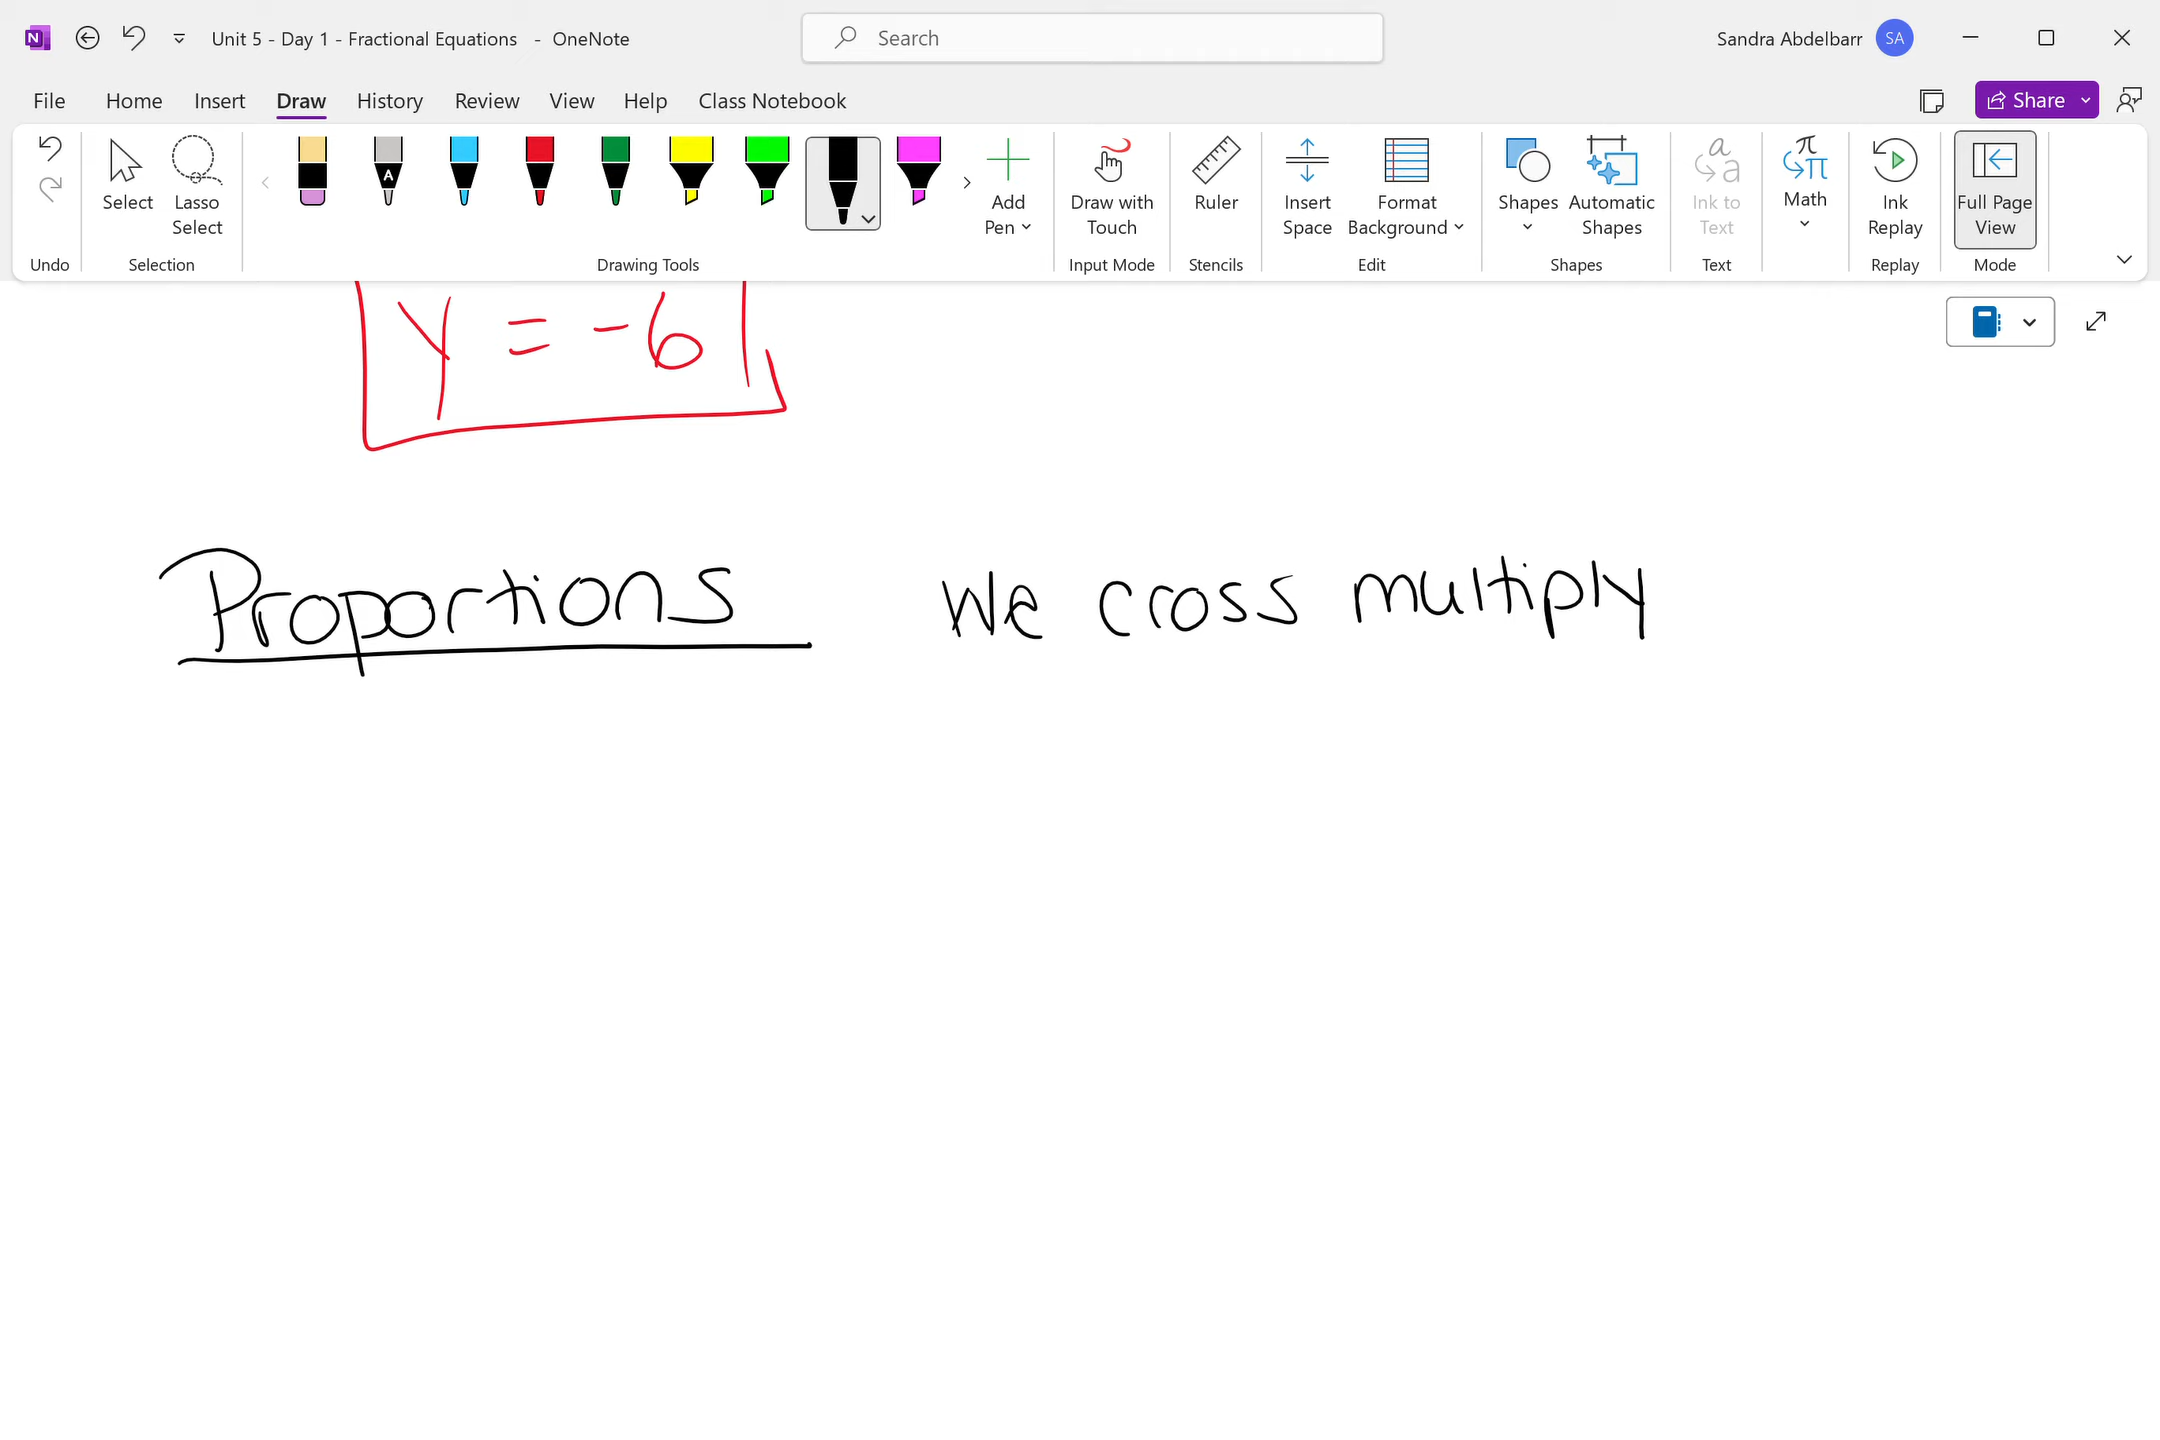 Unit 5 - Day 1 - Fractional Equations - OneNote
Search
Sandra Abdelbarr SA
File Home Insert Draw History Review View Help Class Notebook
Share
Undo
Select
Lasso Select
Selection
A
Drawing Tools
Add Pen
Draw with Touch
Input Mode
Ruler
Stencils
Insert Space
Format Background
Edit
Shapes
Automatic Shapes
Shapes
Ink to Text
Text
Math
Ink Replay
Replay
Full Page View
Mode
y = -6
Proportions We cross multiply